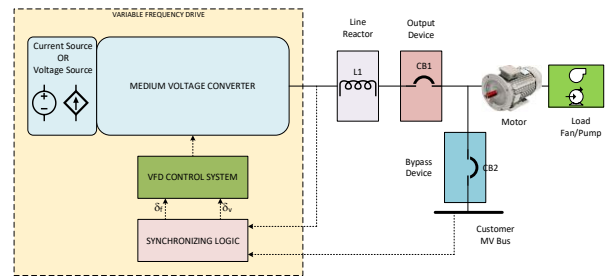 VARIABLE FREQUENCY DRIVE
Current Source
OR
Voltage Source
MEDIUM VOLTAGE CONVERTER
VFD CONTROL SYSTEM
δf
δv
SYNCHRONIZING LOGIC
Line
Reactor
L1
Output
Device
CB1
Motor
Load
Fan/Pump
Bypass
Device
CB2
Customer
MV Bus